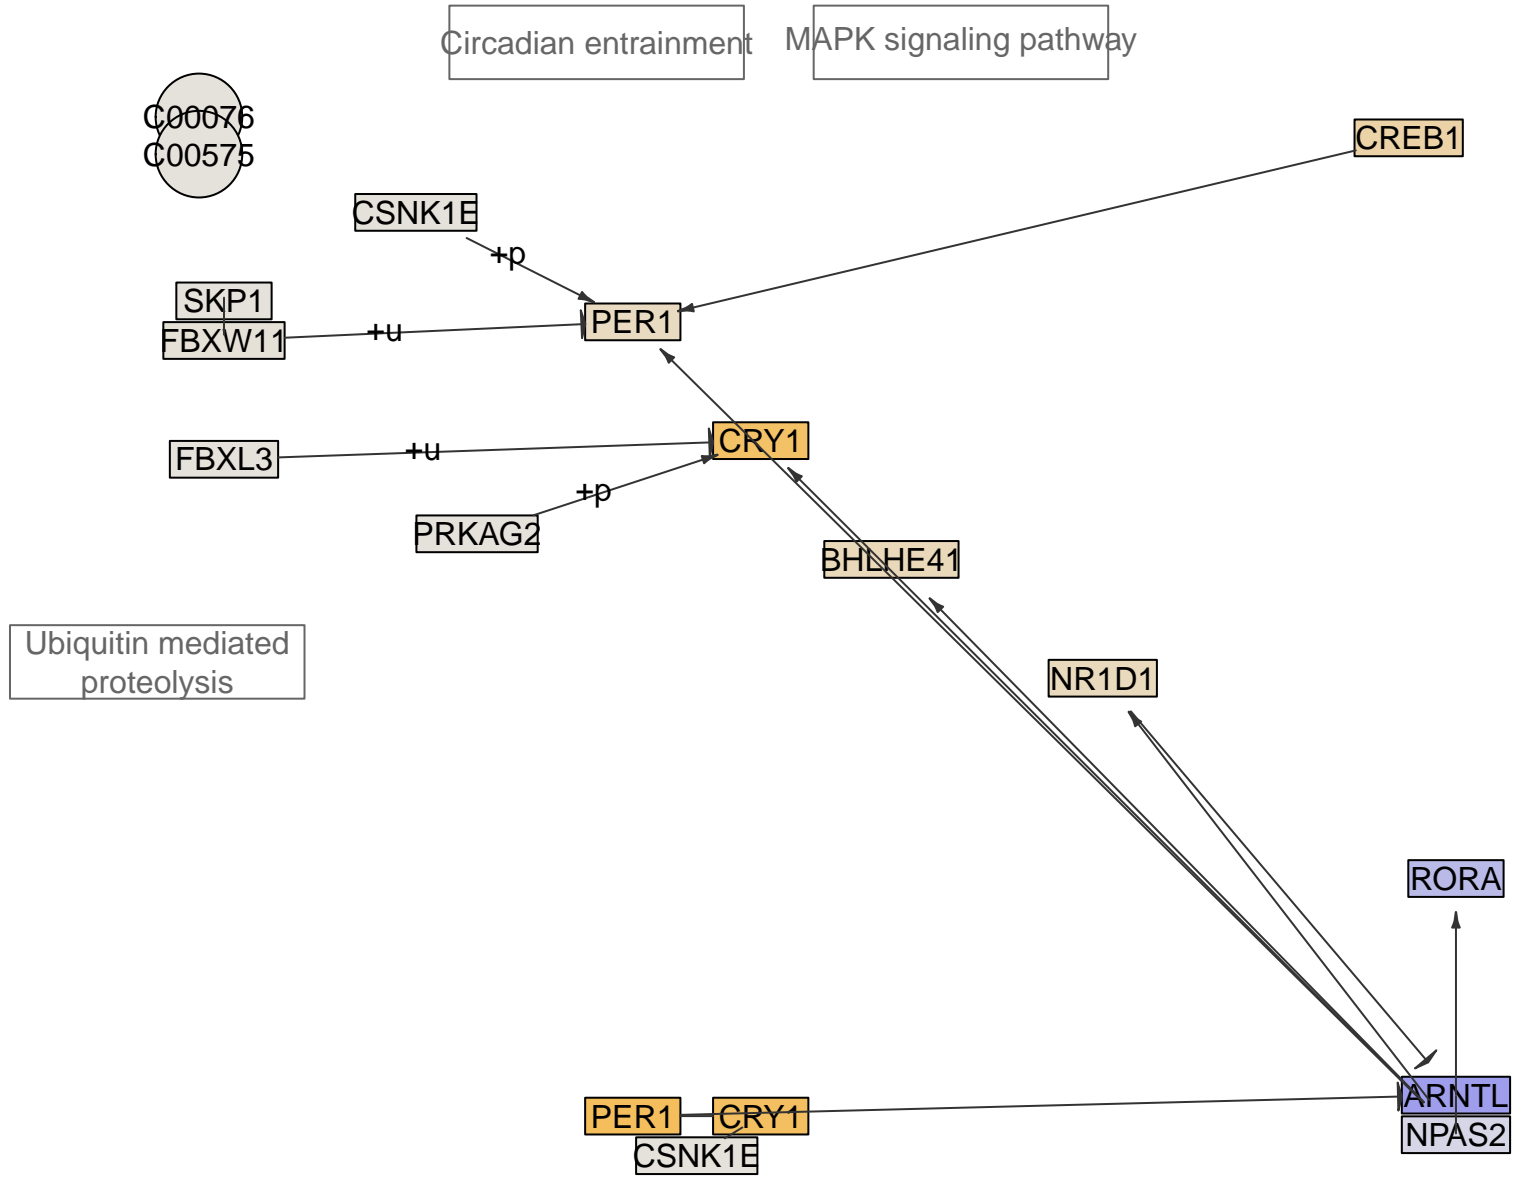 Circadian entrainment
MAPK signaling pathway
C00076
C00575
CREB1
CSNK1E
+p
SKP1
FBXW11
+u
PER1
FBXL3
+u
CRY1
+p
PRKAG2
BHLHE41
Ubiquitin mediated
proteolysis
NR1D1
RORA
PER1
CRY1
CSNK1E
ARNTL
NPAS2